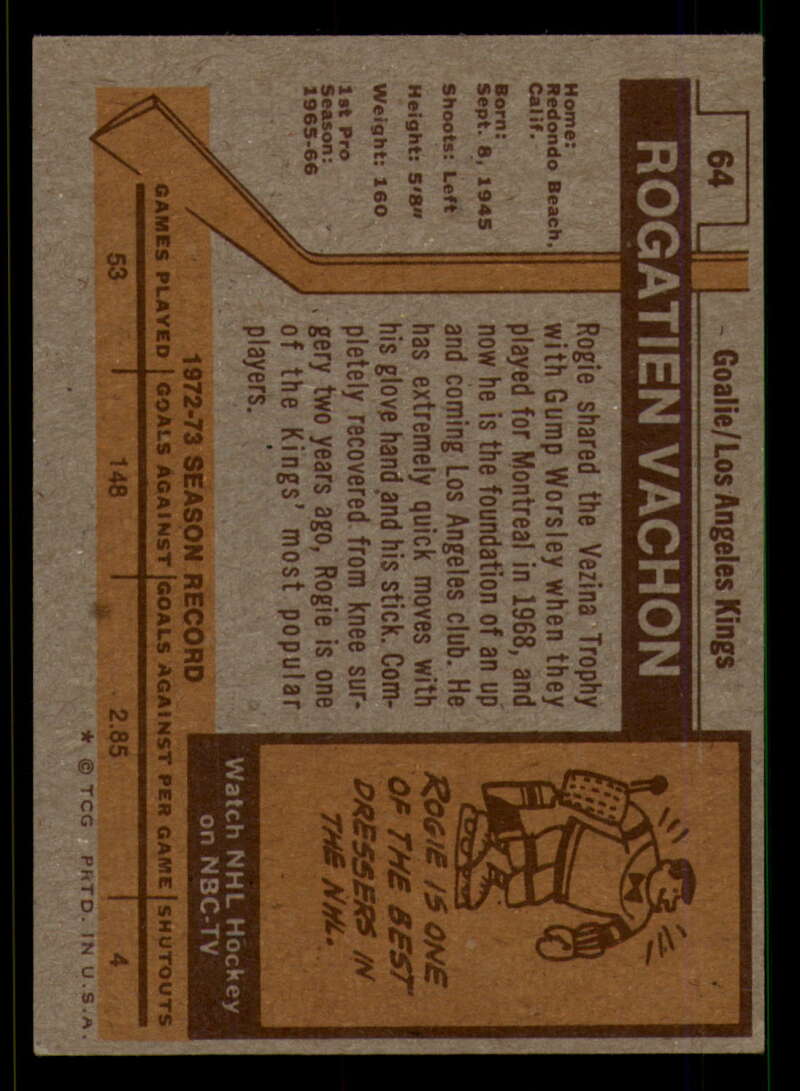 64
Goalie/Los Angeles Kings
ROGATIEN VACHON
Home:
Redondo Beach,
Calif.
Born:
Sept. 8, 1945
Shoots: Left
Height: 5'8"
Weight: 160
1st Pro
Season:
1965-66
Rogie shared the Vezina Trophy
with Gump Worsley when they
played for Montreal in 1968, and
now he is the foundation of an up
and coming Los Angeles club. He
has extremely quick moves with
his glove hand and his stick. Com-
pletely recovered from knee sur-
gery two years ago, Rogie is one
of the Kings' most popular
players.
ROGIE IS ONE
OF THE BEST
DRESSERS IN
THE NHL.
Watch NHL Hockey
on NBC-TV
1972-73 SEASON RECORD
GAMES PLAYED GOALS AGAINST GOALS AGAINST PER GAME SHUTOUTS
53 148 2.85 4
* © TCG PRTD. IN U.S.A.